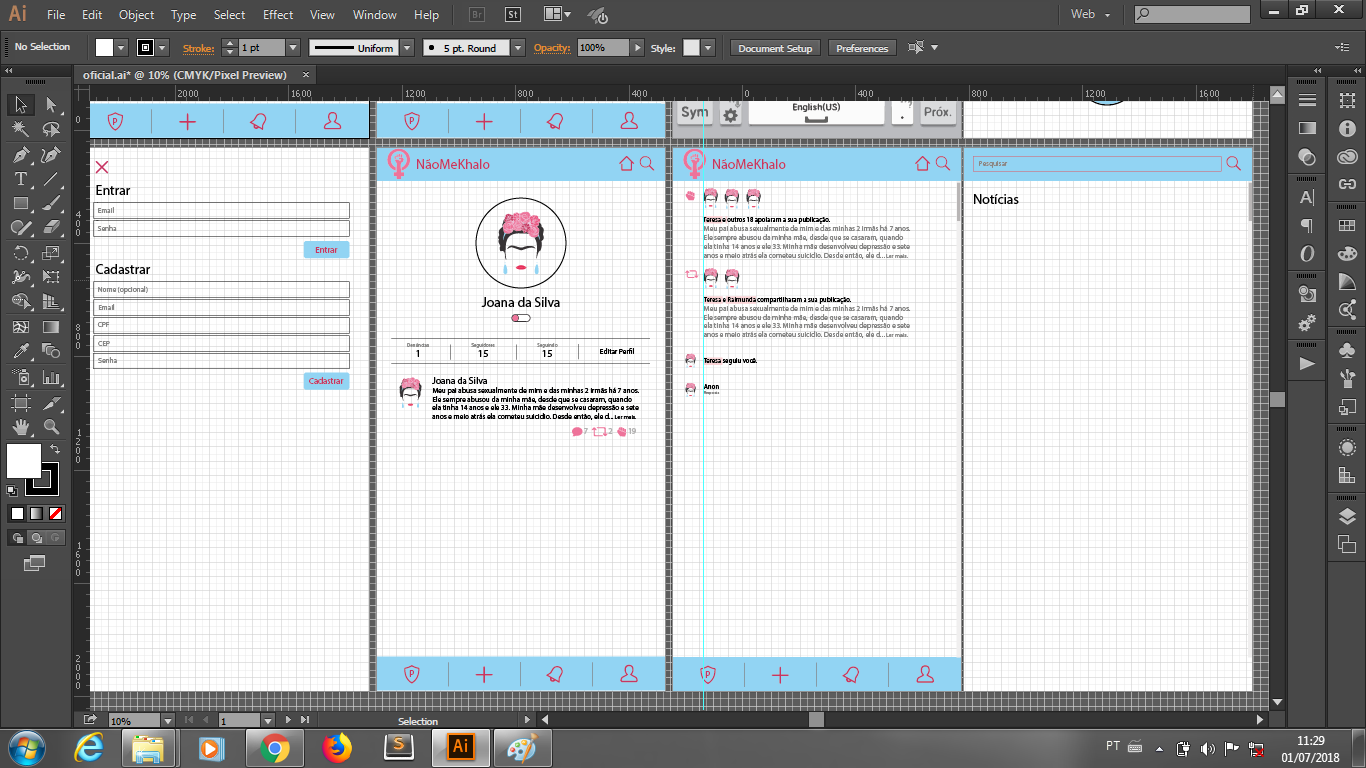 Ai File Edit Object Type Select Effect View Window Help Br St Web
No Selection Stroke: 1 pt Uniform 5 pt. Round Opacity: 100% Style: Document Setup Preferences
oficial.ai* @ 10% (CMYK/Pixel Preview)
2000 1600 1200 800 400 0 400 800 1200 1600
0
400
800
1200
1600
2000
P
Sym
English(US)
Próx.
Entrar
Email
Senha
Entrar
Cadastrar
Nome (opcional)
Email
CPF
CEP
Senha
Cadastrar
NãoMeKhalo
Joana da Silva
Denúncias Seguidores Seguindo
1 15 15 Editar Perfil
Joana da Silva
Meu pai abusa sexualmente de mim e das minhas 2 irmãs há 7 anos.
Ele sempre abusou da minha mãe, desde que se casaram, quando
ela tinha 14 anos e ele 33. Minha mãe desenvolveu depressão e sete
anos e meio atrás ela cometeu suicídio. Desde então, ele d... Ler mais.
7 2 19
P
NãoMeKhalo
Teresa e outros 18 apoiaram a sua publicação.
Meu pai abusa sexualmente de mim e das minhas 2 irmãs há 7 anos.
Ele sempre abusou da minha mãe, desde que se casaram, quando
ela tinha 14 anos e ele 33. Minha mãe desenvolveu depressão e sete
anos e meio atrás ela cometeu suicídio. Desde então, ele d... Ler mais.
Teresa e Raimunda compartilharam a sua publicação.
Meu pai abusa sexualmente de mim e das minhas 2 irmãs há 7 anos.
Ele sempre abusou da minha mãe, desde que se casaram, quando
ela tinha 14 anos e ele 33. Minha mãe desenvolveu depressão e sete
anos e meio atrás ela cometeu suicídio. Desde então, ele d... Ler mais.
Teresa seguiu você.
Anon
P
Pesquisar
Notícias
10% 1 Selection
PT 11:29
01/07/2018